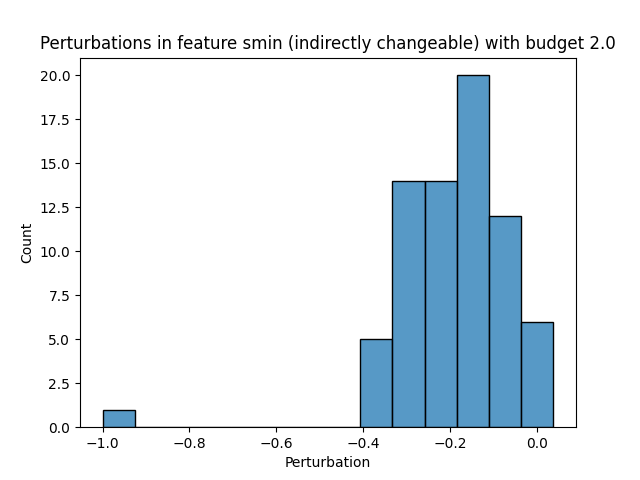 Perturbations in feature smin (indirectly changeable) with budget 2.0
20.0
17.5
15.0
12.5
10.0
7.5
5.0
2.5
0.0
Count
−1.0 −0.8 −0.6 −0.4 −0.2 0.0
Perturbation